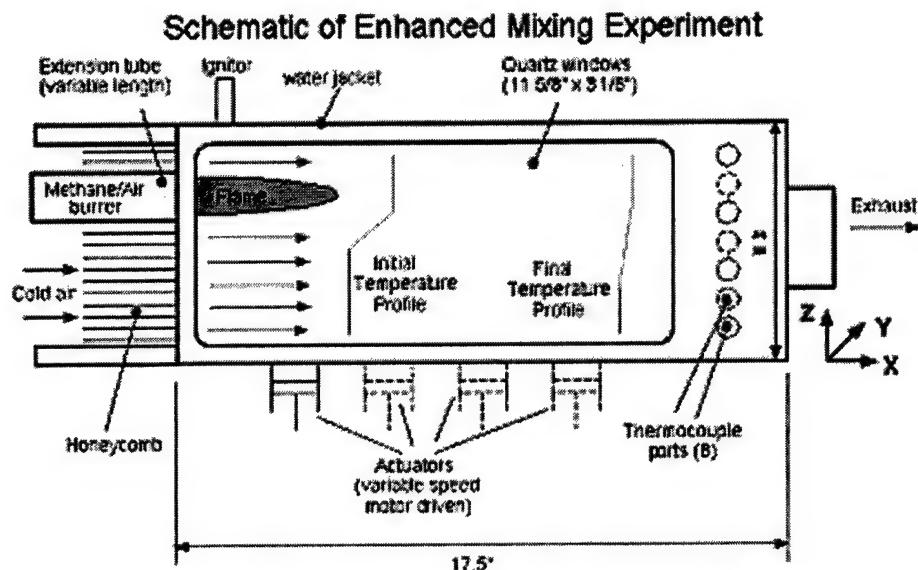 Schematic of Enhanced Mixing Experiment
Extension tube
(variable length)
Ignitor
water jacket
Quartz windows
(11 5/8" x 3 1/8")
Methane/Air
burner
Flame
Exhaust
Cold air
Initial
Temperature
Profile
Final
Temperature
Profile
Z
Y
X
Honeycomb
Actuators
(variable speed
motor driven)
Thermocouple
ports (8)
17.5"